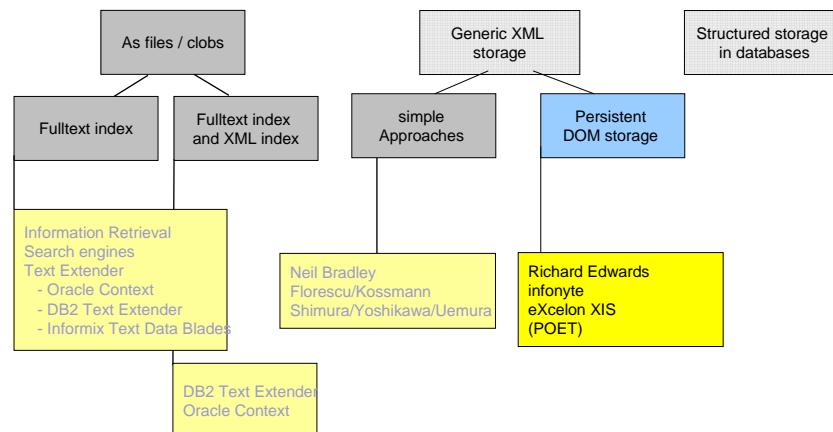 As files / clobs
Generic XML
storage
Structured storage
in databases
Fulltext index
Fulltext index
and XML index
simple
Approaches
Persistent
DOM storage
Information Retrieval
Search engines
Text Extender
- Oracle Context
- DB2 Text Extender
- Informix Text Data Blades
Neil Bradley
Florescu/Kossmann
Shimura/Yoshikawa/Uemura
Richard Edwards
infonyte
eXcelon XIS
(POET)
DB2 Text Extender
Oracle Context